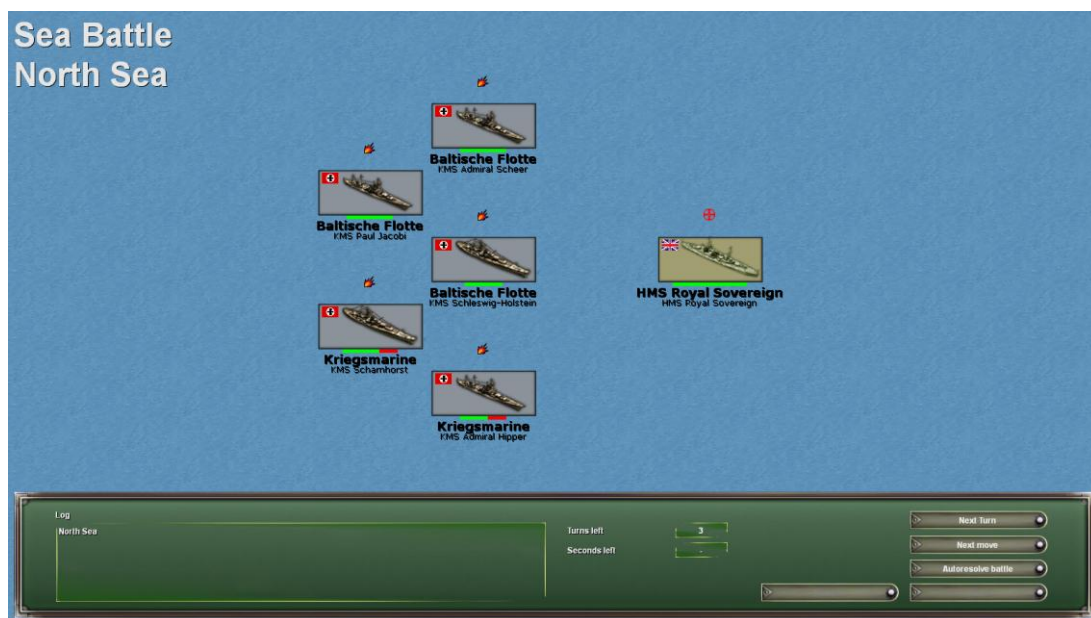 Sea Battle
North Sea
Baltische Flotte
KMS Admiral Scheer
Baltische Flotte
KMS Paul Jacobi
Baltische Flotte
KMS Schleswig-Holstein
HMS Royal Sovereign
HMS Royal Sovereign
Kriegsmarine
KMS Scharnhorst
Kriegsmarine
KMS Admiral Hipper
Log
North Sea
Turns left 3
Seconds left -
Next Turn
Next move
Autoresolve battle